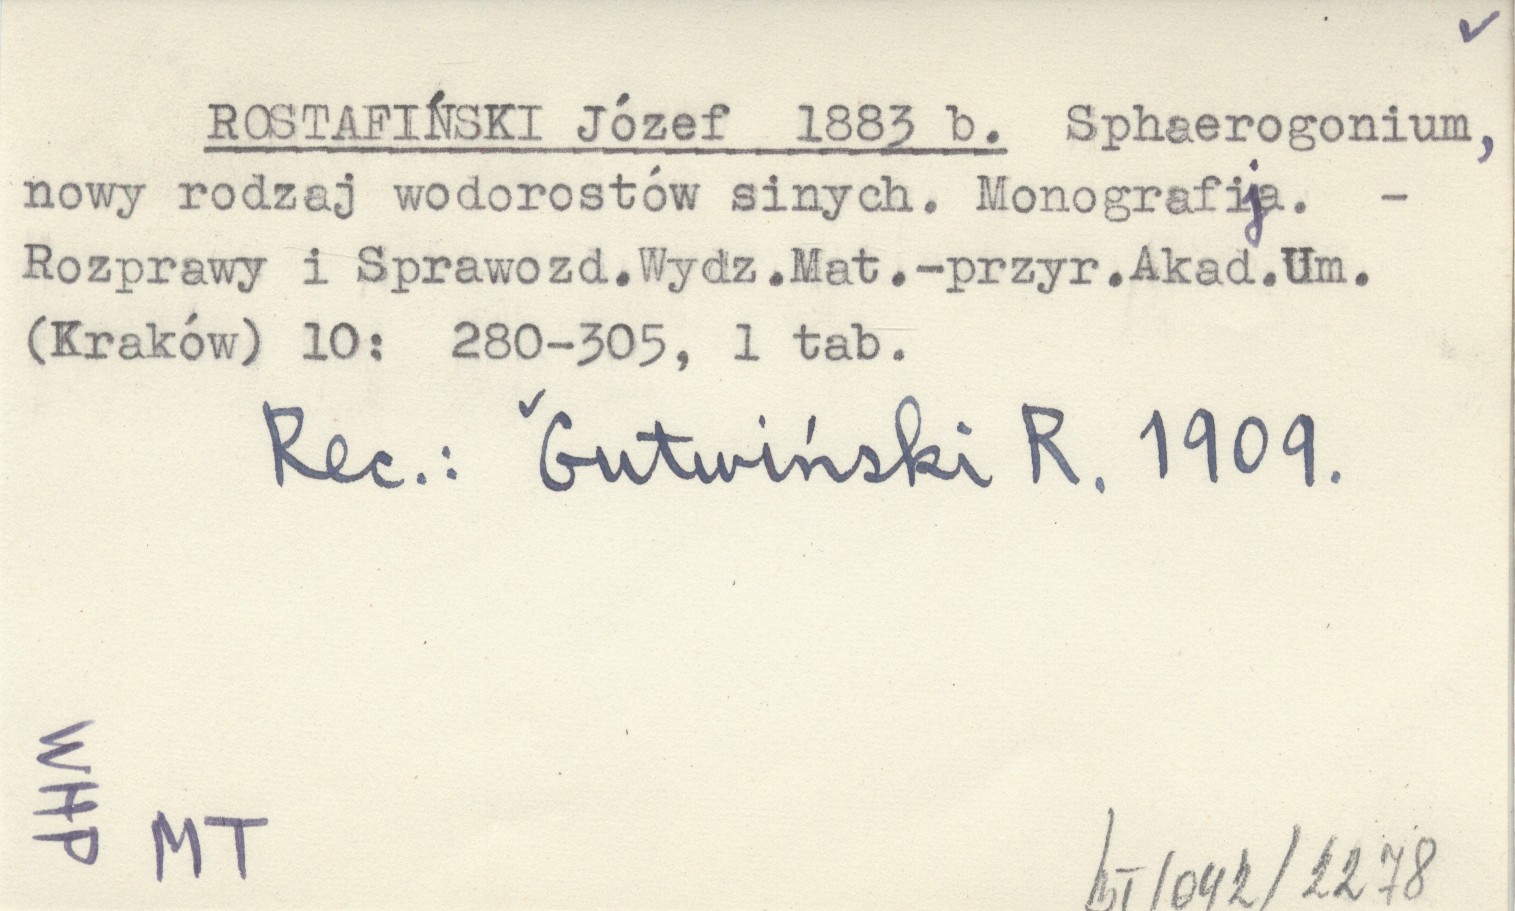 ROSTAFIŃSKI Józef 1883 b. Sphaerogonium,
nowy rodzaj wodorostów sinych. Monografija. -
Rozprawy i Sprawozd.Wydz.Mat.-przyr.Akad.Um.
(Kraków) 10: 280-305, 1 tab.
Rec.: Gutwiński R. 1909.
WHP
MT
/042/2278